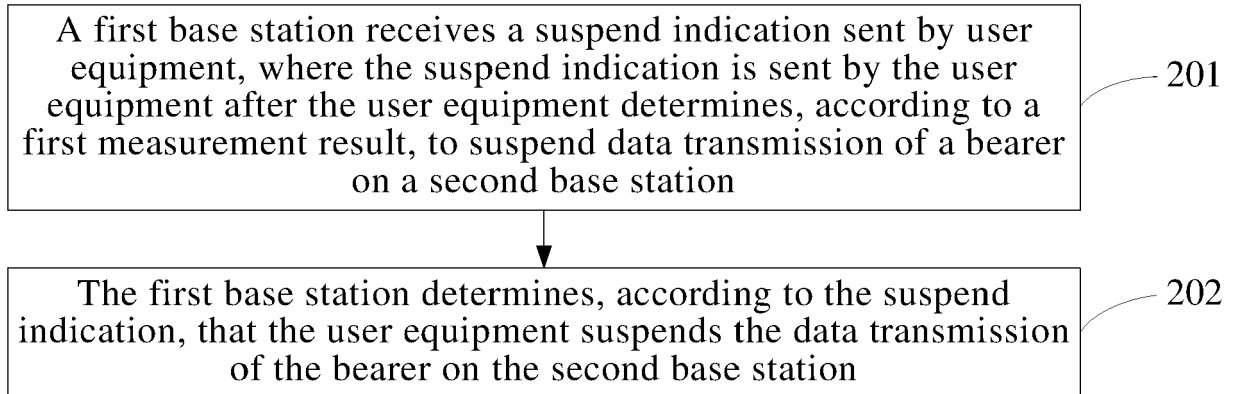 A first base station receives a suspend indication sent by user
equipment, where the suspend indication is sent by the user
equipment after the user equipment determines, according to a
first measurement result, to suspend data transmission of a bearer
on a second base station
201
The first base station determines, according to the suspend
indication, that the user equipment suspends the data transmission
of the bearer on the second base station
202